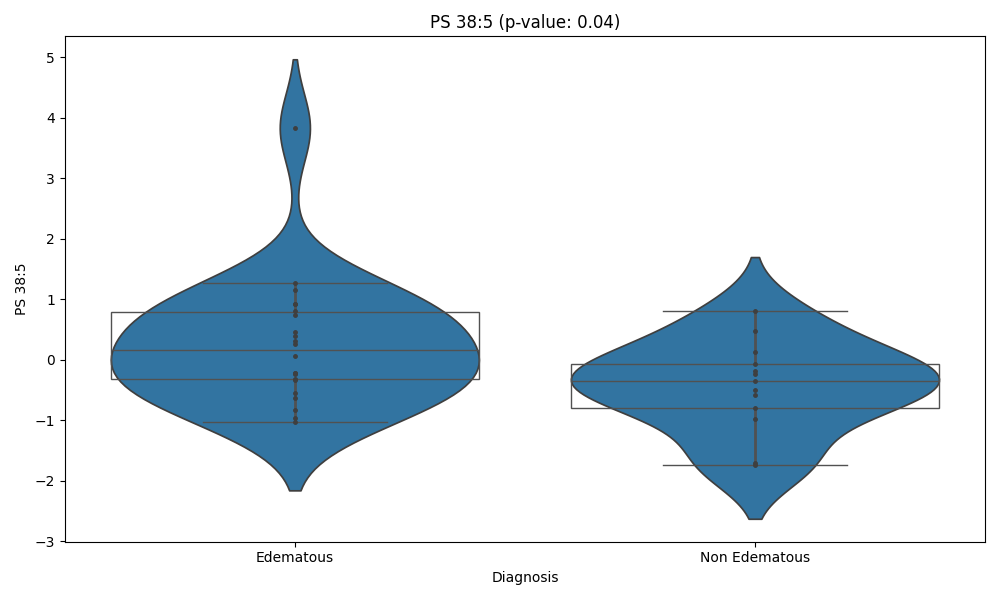 PS 38:5 (p-value: 0.04)
5
4
3
2
1
0
−1
−2
−3
PS 38:5
Edematous
Non Edematous
Diagnosis